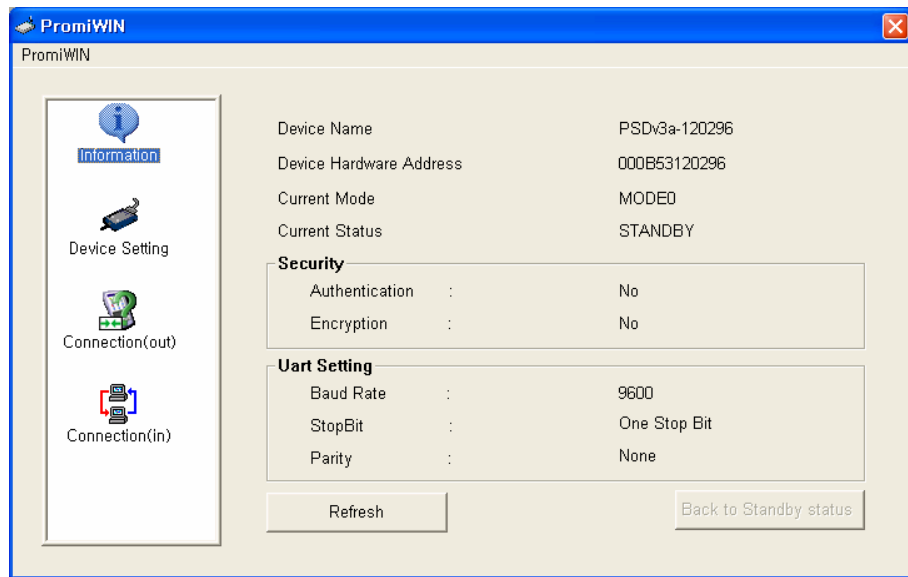 PromiWIN
PromiWIN
Information
Device Setting
Connection(out)
Connection(in)
Device Name PSDv3a-120296
Device Hardware Address 000B53120296
Current Mode MODE0
Current Status STANDBY
Security
Authentication : No
Encryption : No
Uart Setting
Baud Rate : 9600
StopBit : One Stop Bit
Parity : None
Refresh
Back to Standby status